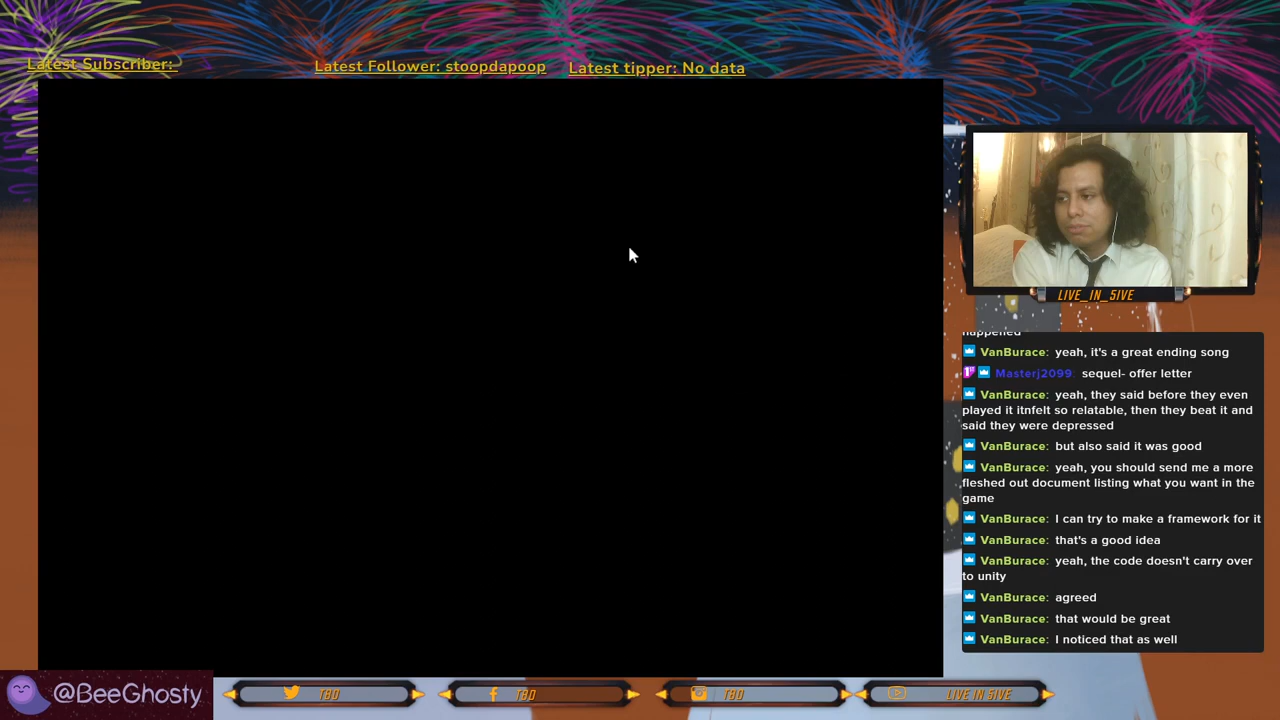 Latest Subscriber:
Latest Follower: stoopdapoop
Latest tipper: No data
LIVE_IN_5IVE
happened
VanBurace: yeah, it's a great ending song
Masterj2099: sequel- offer letter
VanBurace: yeah, they said before they even
played it itnfelt so relatable, then they beat it and
said they were depressed
VanBurace: but also said it was good
VanBurace: yeah, you should send me a more
fleshed out document listing what you want in the
game
VanBurace: I can try to make a framework for it
VanBurace: that's a good idea
VanBurace: yeah, the code doesn't carry over
to unity
VanBurace: agreed
VanBurace: that would be great
VanBurace: I noticed that as well
@BeeGhosty
TBD
TBD
TBD
LIVE IN 5IVE